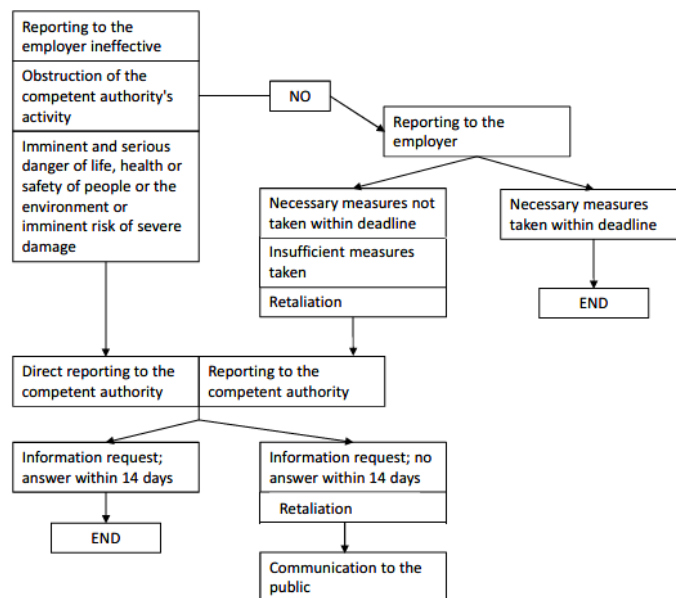 Reporting to the
employer ineffective
Obstruction of the
competent authority's
activity
NO
Reporting to the
employer
Imminent and serious
danger of life, health or
safety of people or the
environment or
imminent risk of severe
damage
Necessary measures not
taken within deadline
Insufficient measures
taken
Retaliation
Necessary measures
taken within deadline
END
Direct reporting to the
competent authority
Reporting to the
competent authority
Information request;
answer within 14 days
END
Information request; no
answer within 14 days
Retaliation
Communication to the
public